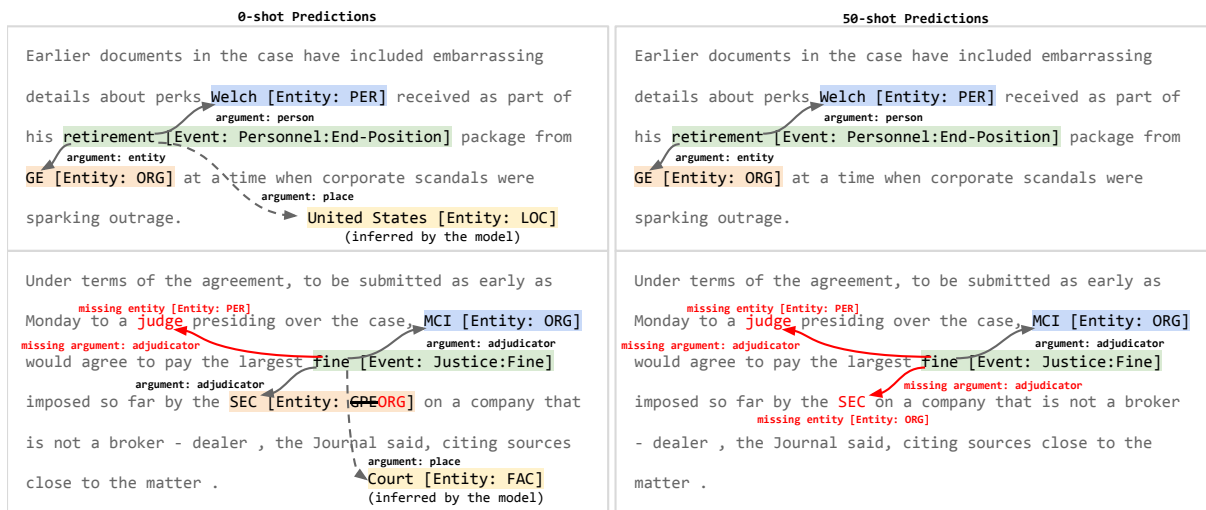 0-shot Predictions
Earlier documents in the case have included embarrassing
details about perks Welch [Entity: PER] received as part of
argument: person
his retirement [Event: Personnel:End-Position] package from
argument: entity
GE [Entity: ORG] at a time when corporate scandals were
argument: place
sparking outrage.
United States [Entity: LOC]
(inferred by the model)
Under terms of the agreement, to be submitted as early as
missing entity [Entity: PER]
Monday to a judge presiding over the case, MCI [Entity: ORG]
missing argument: adjudicator
argument: adjudicator
would agree to pay the largest fine [Event: Justice:Fine]
argument: adjudicator
imposed so far by the SEC [Entity: GPEORG] on a company that
is not a broker - dealer , the Journal said, citing sources
argument: place
close to the matter .
Court [Entity: FAC]
(inferred by the model)
50-shot Predictions
Earlier documents in the case have included embarrassing
details about perks Welch [Entity: PER] received as part of
argument: person
his retirement [Event: Personnel:End-Position] package from
argument: entity
GE [Entity: ORG] at a time when corporate scandals were
sparking outrage.
Under terms of the agreement, to be submitted as early as
missing entity [Entity: PER]
Monday to a judge presiding over the case, MCI [Entity: ORG]
missing argument: adjudicator
argument: adjudicator
would agree to pay the largest fine [Event: Justice:Fine]
missing argument: adjudicator
imposed so far by the SEC on a company that is not a broker
missing entity [Entity: ORG]
- dealer , the Journal said, citing sources close to the
matter .